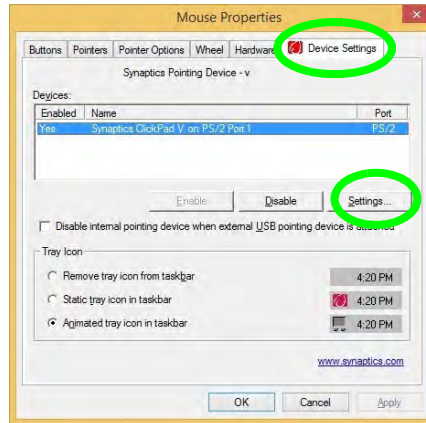 Mouse Properties
Buttons Pointers Pointer Options Wheel Hardware Device Settings
Synaptics Pointing Device - v
Devices:
Enabled Name Port
Yes Synaptics ClickPad V on PS/2 Port 1 PS/2
Enable Disable Settings...
Disable internal pointing device when external USB pointing device is attached
Tray Icon
Remove tray icon from taskbar 4:20 PM
Static tray icon in taskbar 4:20 PM
Animated tray icon in taskbar 4:20 PM
www.synaptics.com
OK Cancel Apply